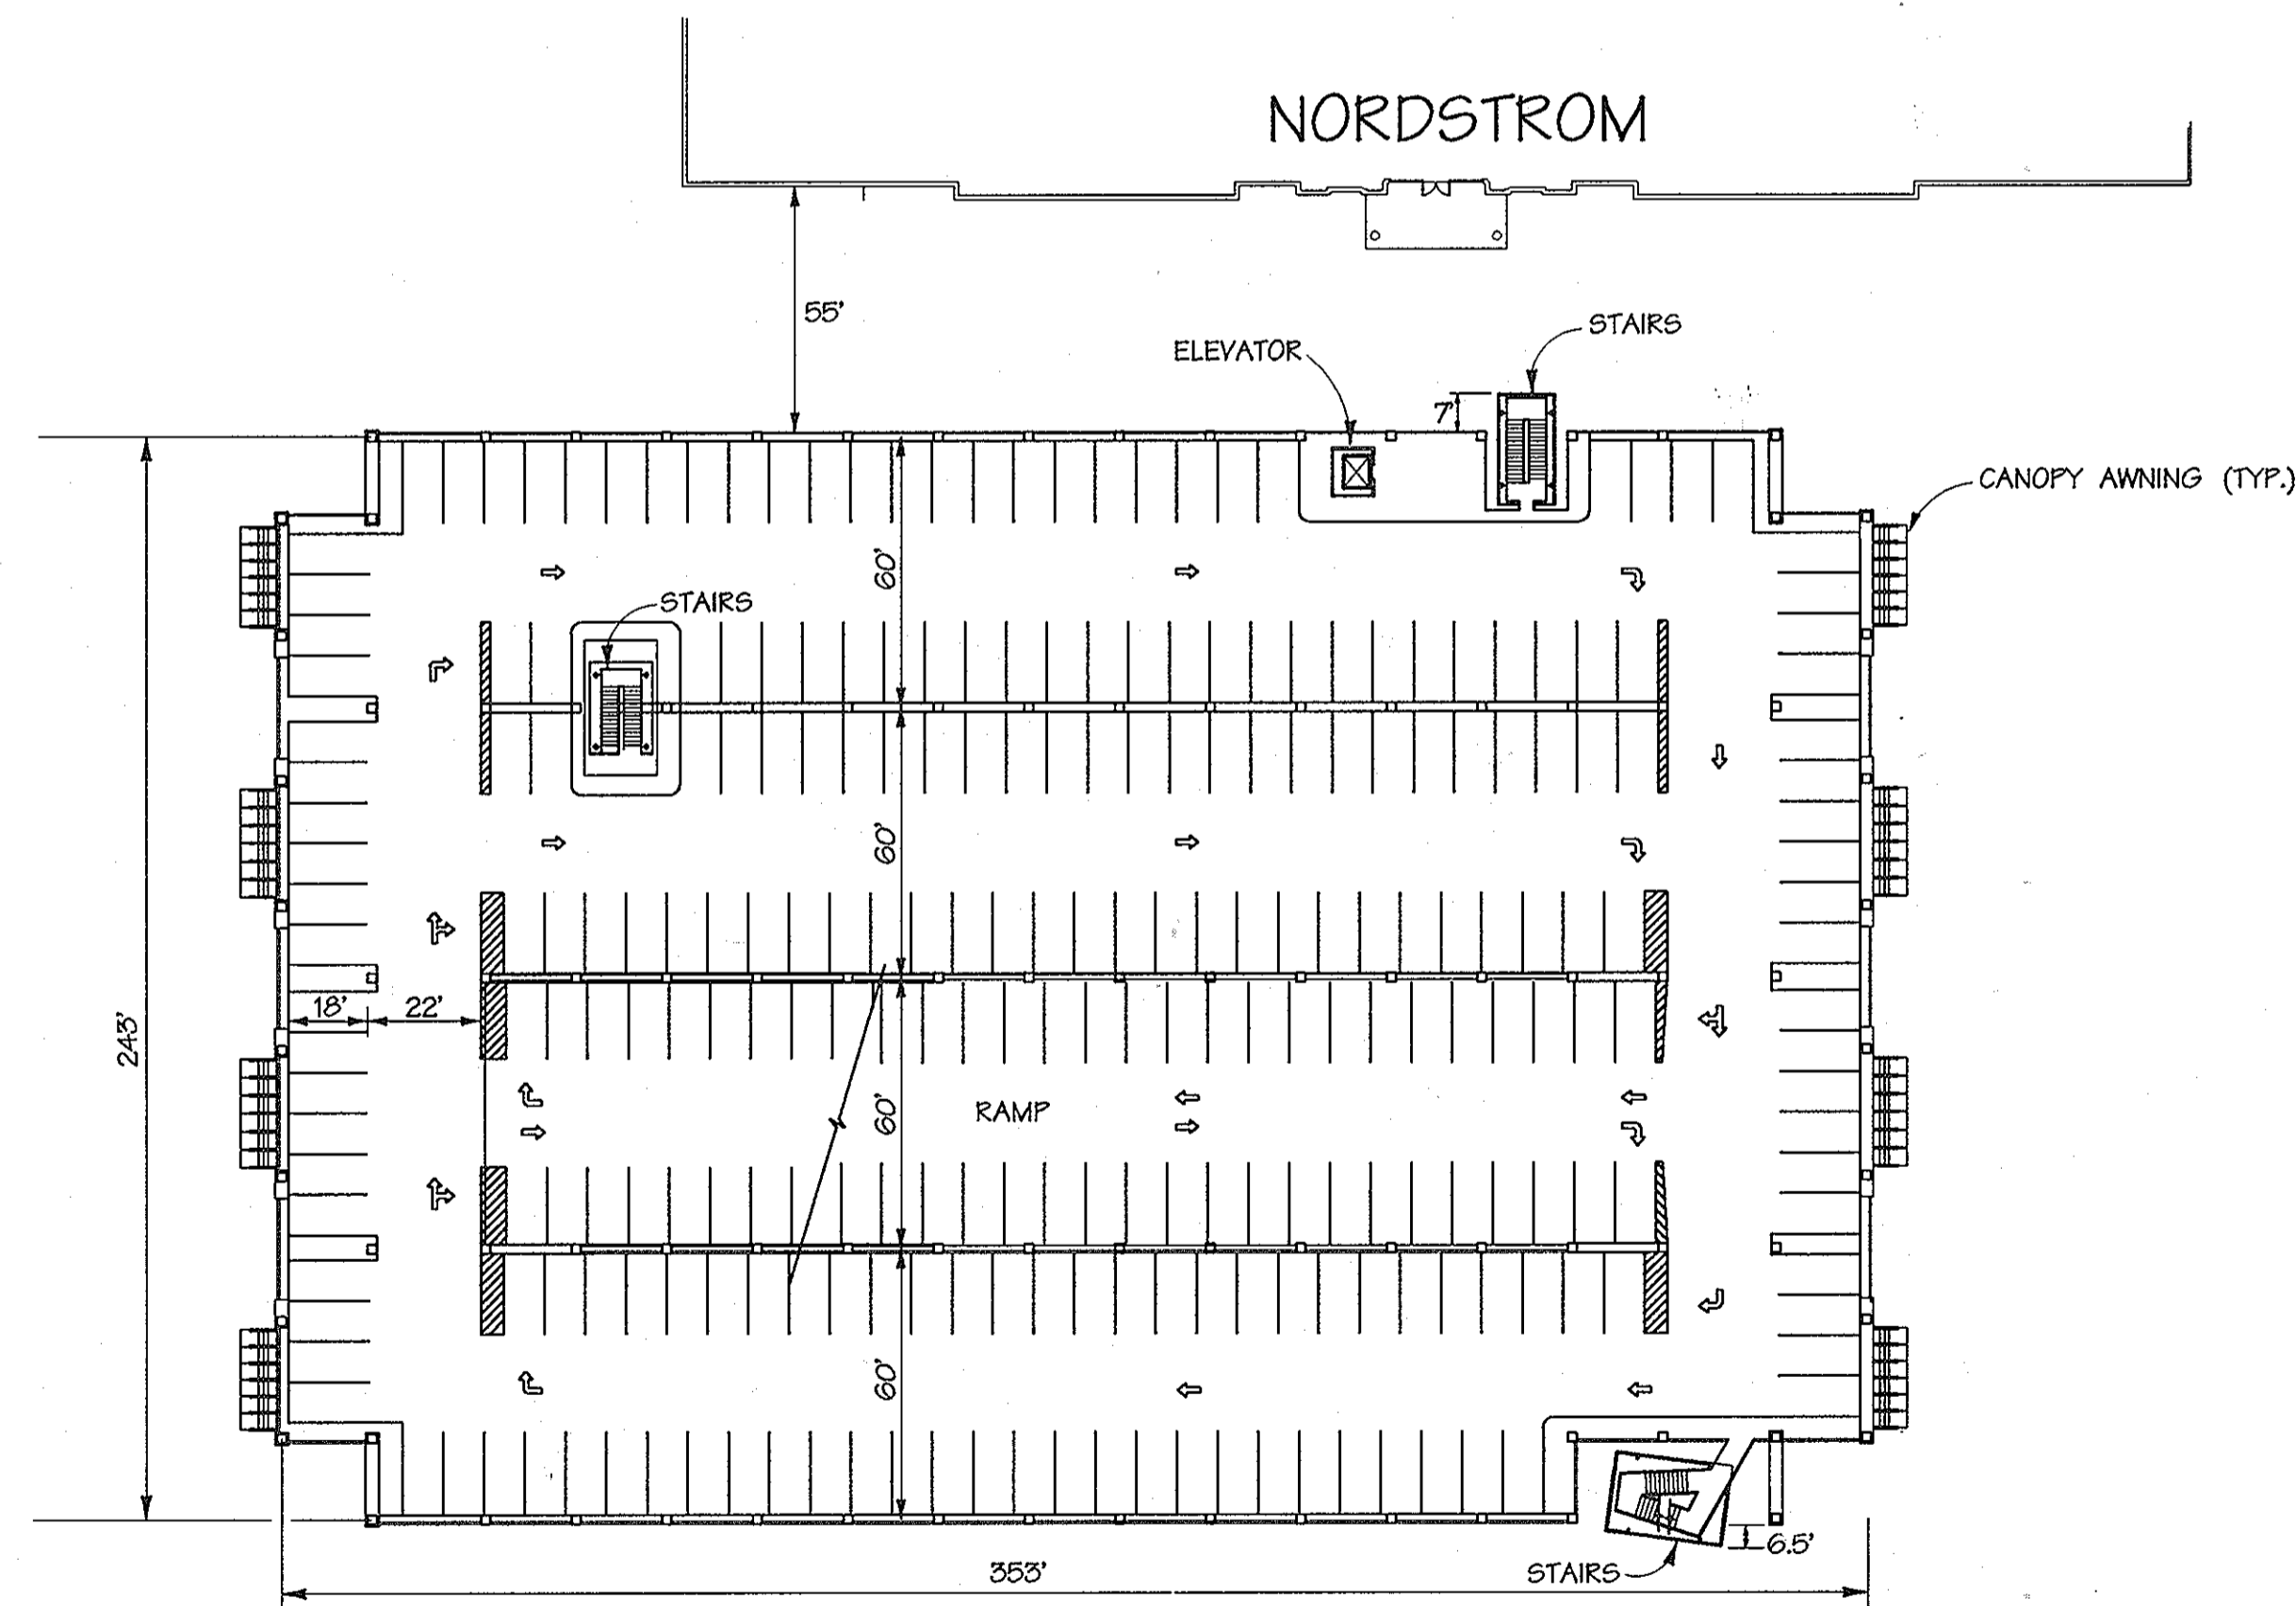 NORDSTROM
55'
STAIRS
ELEVATOR
7'
CANOPY AWNING (TYP.)
60'
STAIRS
60'
18'
22'
243'
RAMP
60'
60'
6.5'
353'
STAIRS